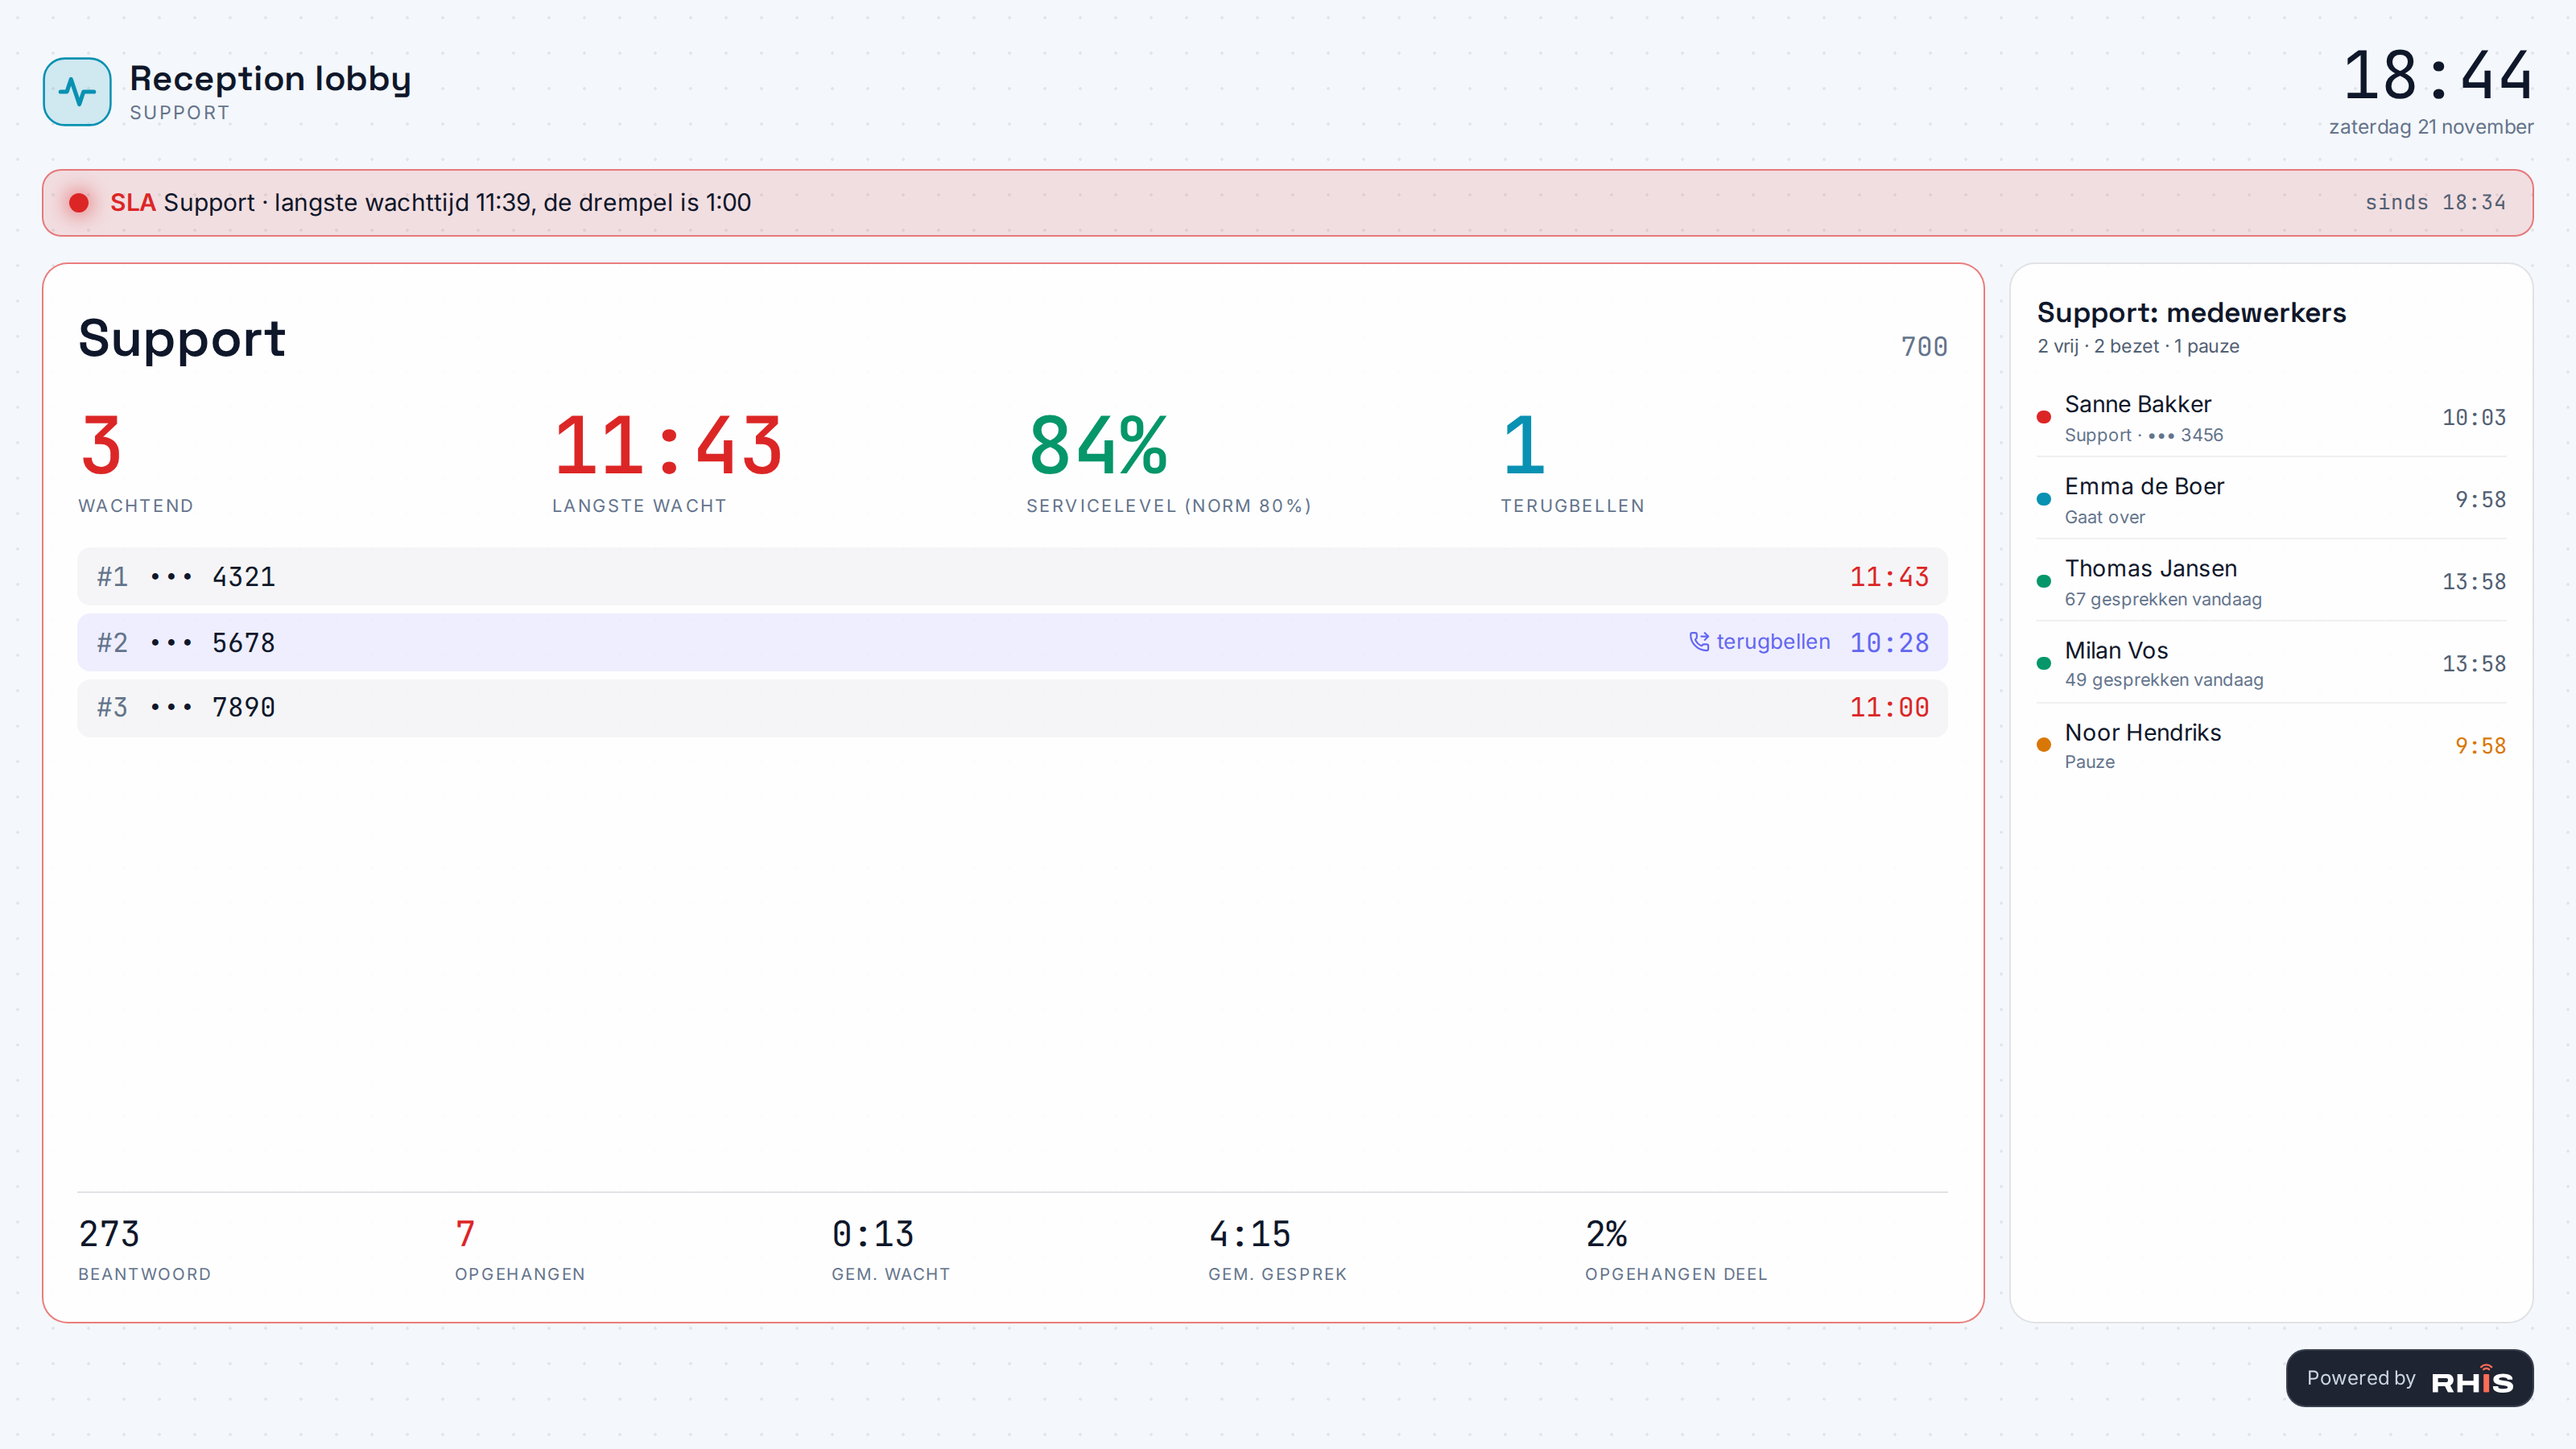 Reception lobby
SUPPORT
18:44
zaterdag 21 november
SLA Support · langste wachttijd 11:39, de drempel is 1:00
sinds 18:34
Support
700
3
WACHTEND
11:43
LANGSTE WACHT
84%
SERVICELEVEL (NORM 80%)
1
TERUGBELLEN
#1 ••• 4321 11:43
#2 ••• 5678 terugbellen 10:28
#3 ••• 7890 11:00
273
BEANTWOORD
7
OPGEHANGEN
0:13
GEM. WACHT
4:15
GEM. GESPREK
2%
OPGEHANGEN DEEL
Support: medewerkers
2 vrij · 2 bezet · 1 pauze
Sanne Bakker
Support · ••• 3456
10:03
Emma de Boer
Gaat over
9:58
Thomas Jansen
67 gesprekken vandaag
13:58
Milan Vos
49 gesprekken vandaag
13:58
Noor Hendriks
Pauze
9:58
Powered by RHiS